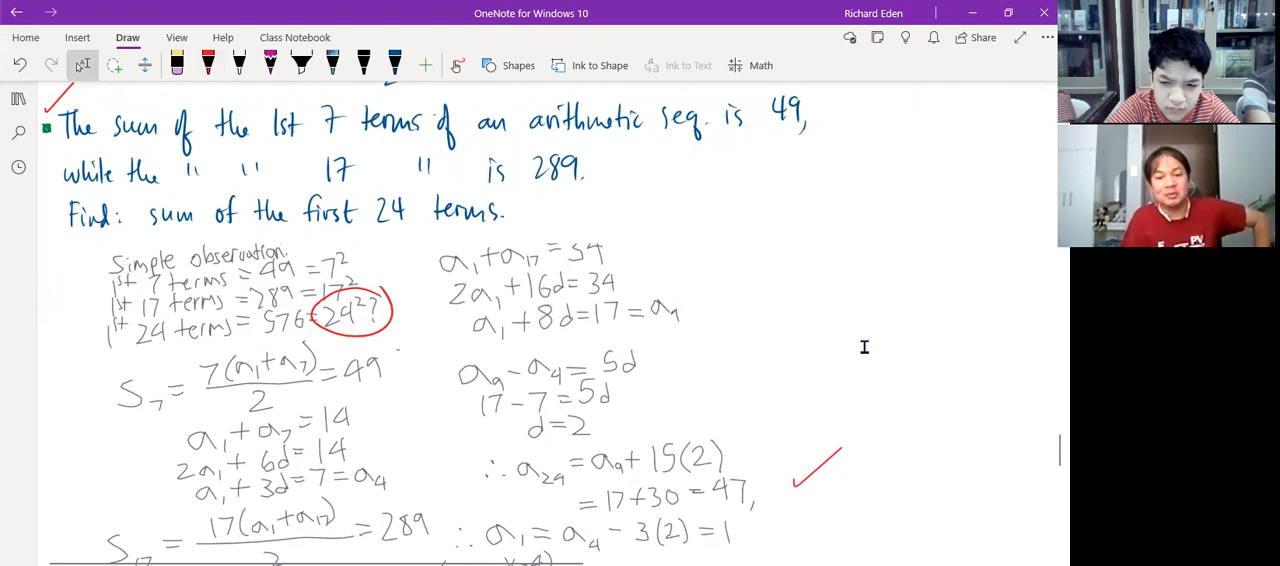 OneNote for Windows 10
Richard Eden
Home Insert Draw View Help Class Notebook
Share
Shapes Ink to Shape Ink to Text Math
The sum of the 1st 7 terms of an arithmetic seq. is 49,
while the " " 17 " is 289.
Find: sum of the first 24 terms.
Simple observation.
1st 7 terms = 49 = 7²
1st 17 terms = 289 = 17²
1st 24 terms = 576 = 24²?
S₇ = 7(a₁+a₇)/2 = 49
a₁ + a₇ = 14
2a₁ + 6d = 14
a₁ + 3d = 7 = a₄
S₁₇ = 17(a₁+a₁₇)/2 = 289
a₁ + a₁₇ = 34
2a₁ + 16d = 34
a₁ + 8d = 17 = a₉
a₉ - a₄ = 5d
17 - 7 = 5d
d = 2
∴ a₂₄ = a₉ + 15(2)
= 17 + 30 = 47,
∴ a₁ = a₄ - 3(2) = 1